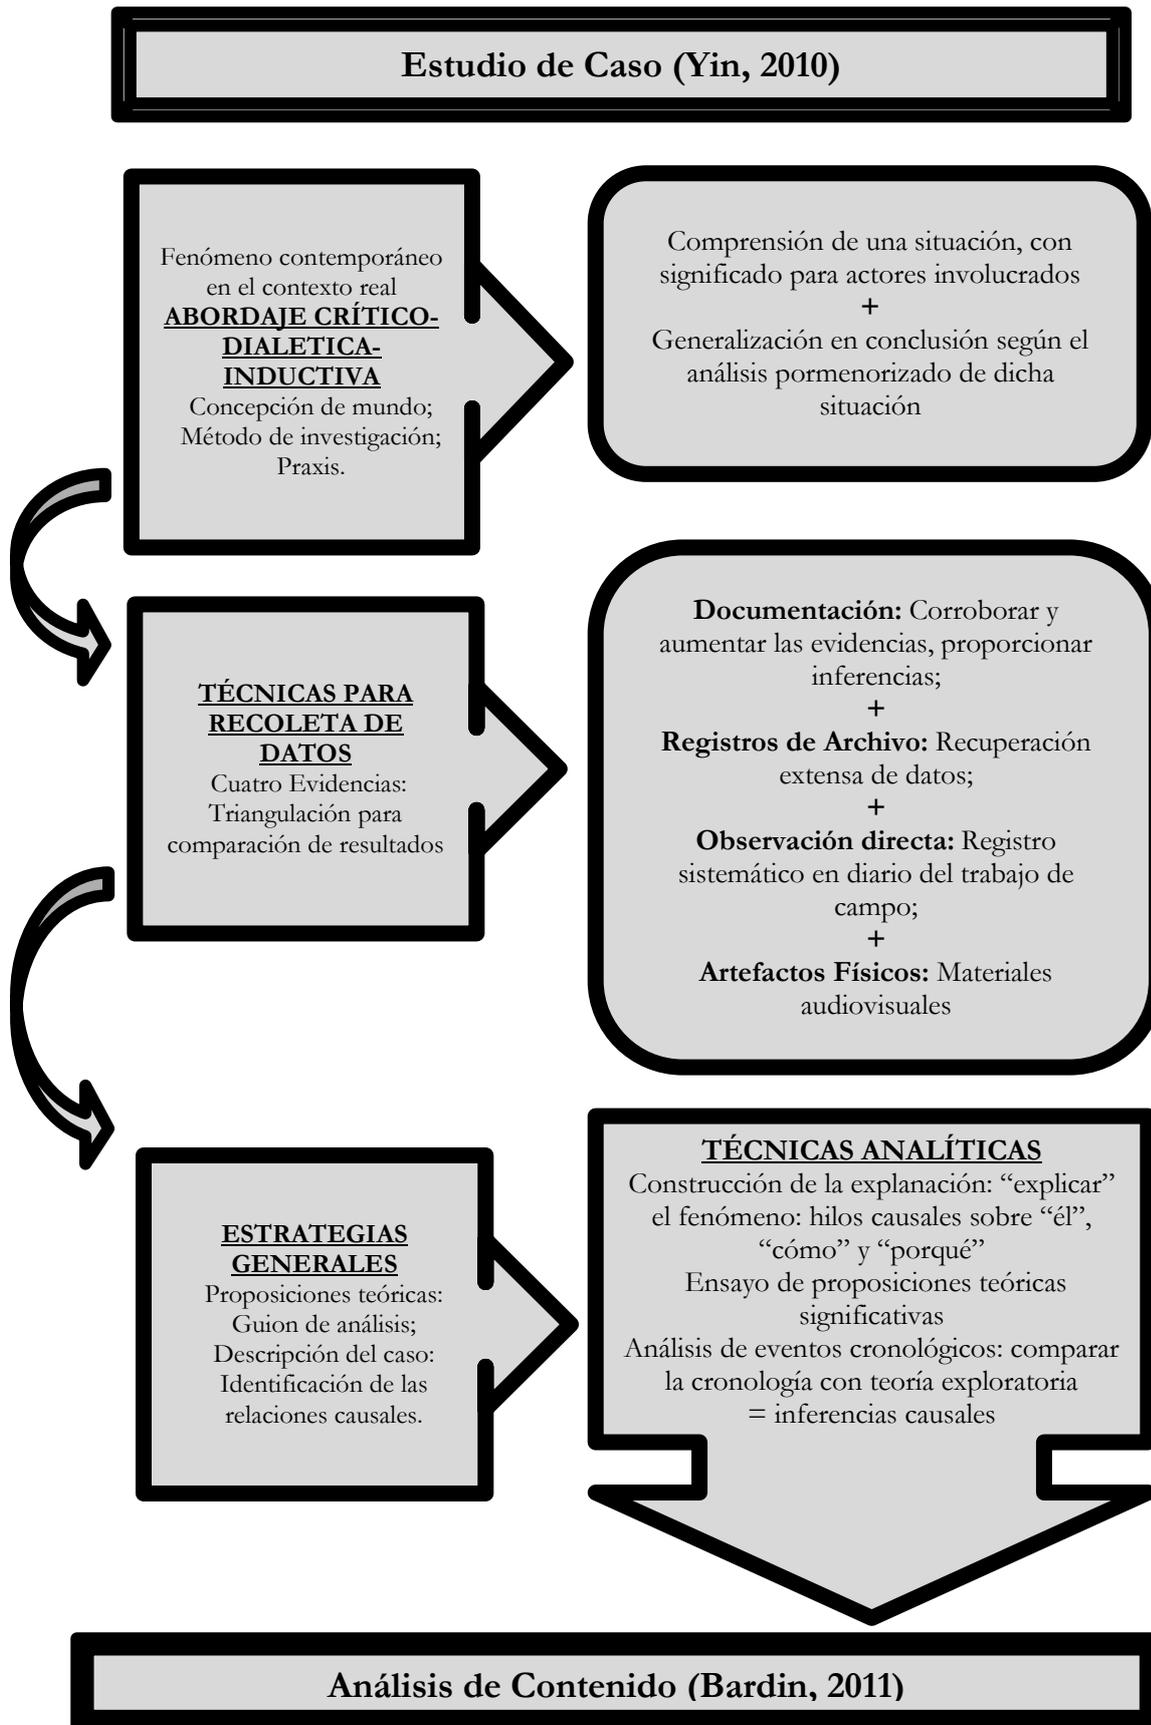 Estudio de Caso (Yin, 2010)
Fenómeno contemporáneo
en el contexto real
ABORDAJE CRÍTICO-
DIALETICA-
INDUCTIVA
Concepción de mundo;
Método de investigación;
Praxis.
Comprensión de una situación, con
significado para actores involucrados
+
Generalización en conclusión según el
análisis pormenorizado de dicha
situación
TÉCNICAS PARA
RECOLETA DE
DATOS
Cuatro Evidencias:
Triangulación para
comparación de resultados
Documentación: Corroborar y
aumentar las evidencias, proporcionar
inferencias;
+
Registros de Archivo: Recuperación
extensa de datos;
+
Observación directa: Registro
sistemático en diario del trabajo de
campo;
+
Artefactos Físicos: Materiales
audiovisuales
ESTRATEGIAS
GENERALES
Proposiciones teóricas:
Guion de análisis;
Descripción del caso:
Identificación de las
relaciones causales.
TÉCNICAS ANALÍTICAS
Construcción de la explanación: “explicar”
el fenómeno: hilos causales sobre “él”,
“cómo” y “porqué”
Ensayo de proposiciones teóricas
significativas
Análisis de eventos cronológicos: comparar
la cronología con teoría exploratoria
= inferencias causales
Análisis de Contenido (Bardin, 2011)